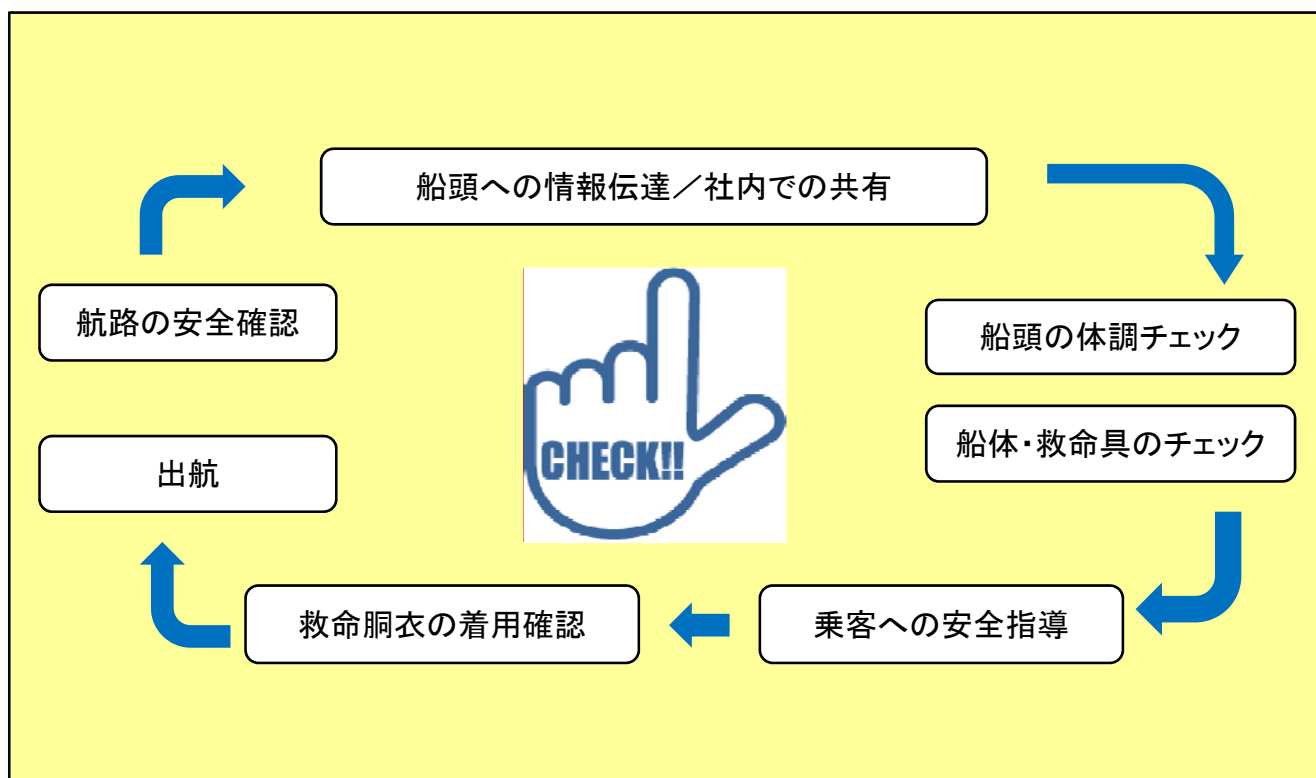 船頭への情報伝達／社内での共有
航路の安全確認
船頭の体調チェック
船体・救命具のチェック
出航
CHECK!!
救命胴衣の着用確認
乗客への安全指導